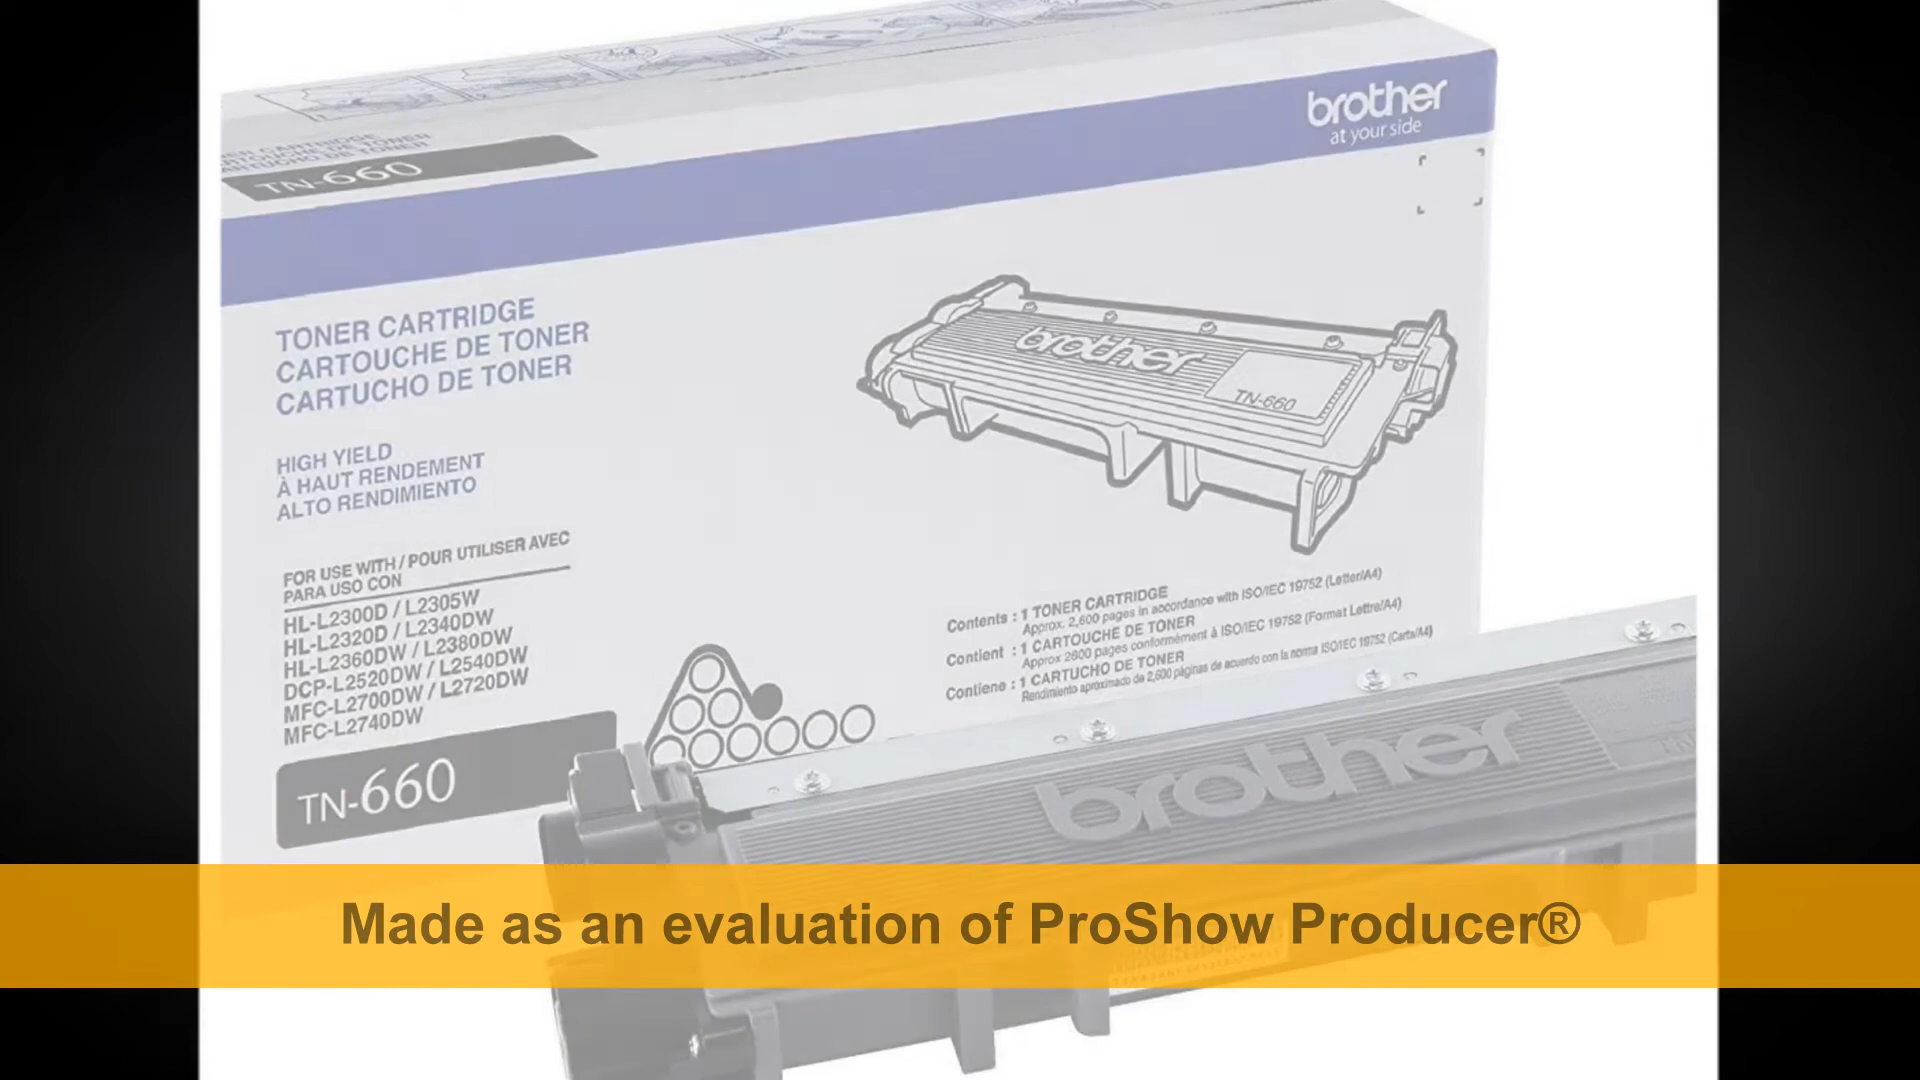 brother
at your side
CARTOUCHE DE TONER
TN-660
TONER CARTRIDGE
CARTOUCHE DE TONER
CARTUCHO DE TONER
HIGH YIELD
À HAUT RENDEMENT
ALTO RENDIMIENTO
FOR USE WITH / POUR UTILISER AVEC
PARA USO CON
HL-L2300D / L2305W
HL-L2320D / L2340DW
HL-L2360DW / L2380DW
DCP-L2520DW / L2540DW
MFC-L2700DW / L2720DW
MFC-L2740DW
TN-660
brother
TN-660
Contents : 1 TONER CARTRIDGE
Approx. 2,600 pages in accordance with ISO/IEC 19752 (Letter/A4)
Contient : 1 CARTOUCHE DE TONER
Approx 2600 pages conformément à ISO/IEC 19752 (Format Lettre/A4)
Contiene : 1 CARTUCHO DE TONER
Rendimiento aproximado de 2,600 páginas de acuerdo con la norma ISO/IEC 19752 (Carta/A4)
brother
Made as an evaluation of ProShow Producer®